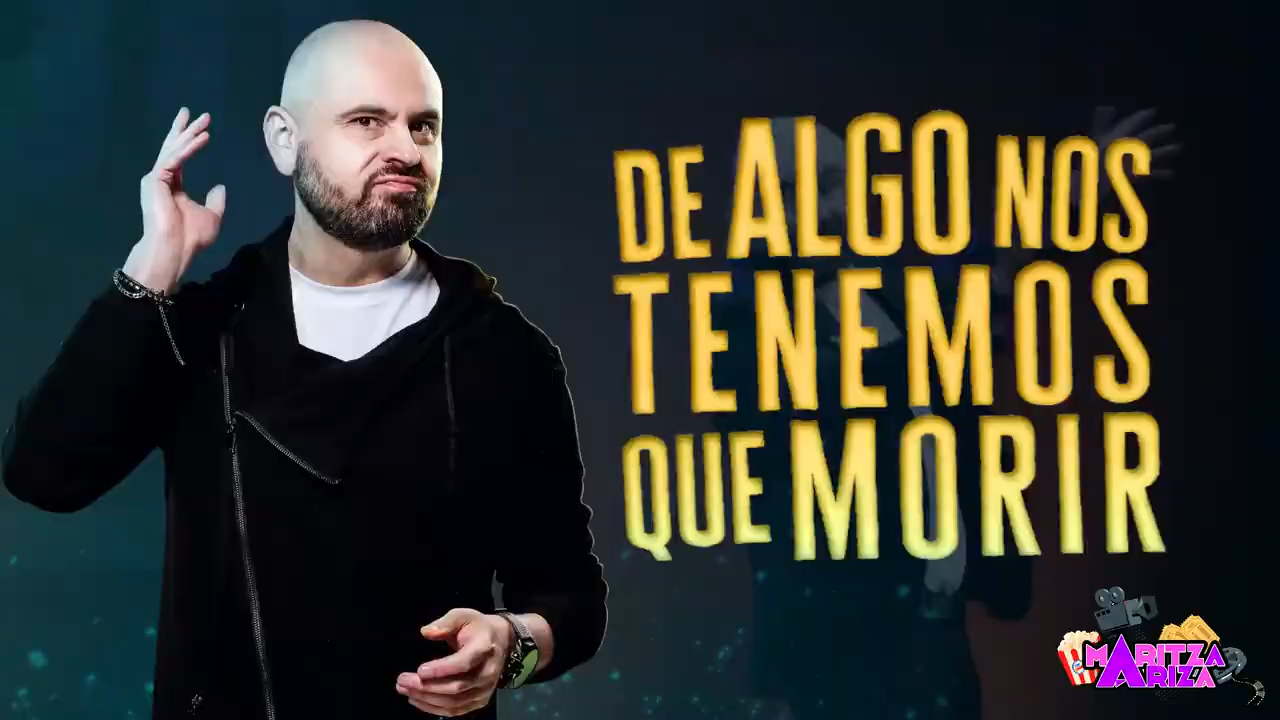 DE ALGO NOS
TENEMOS
QUE MORIR
MARITZA
ARIZA